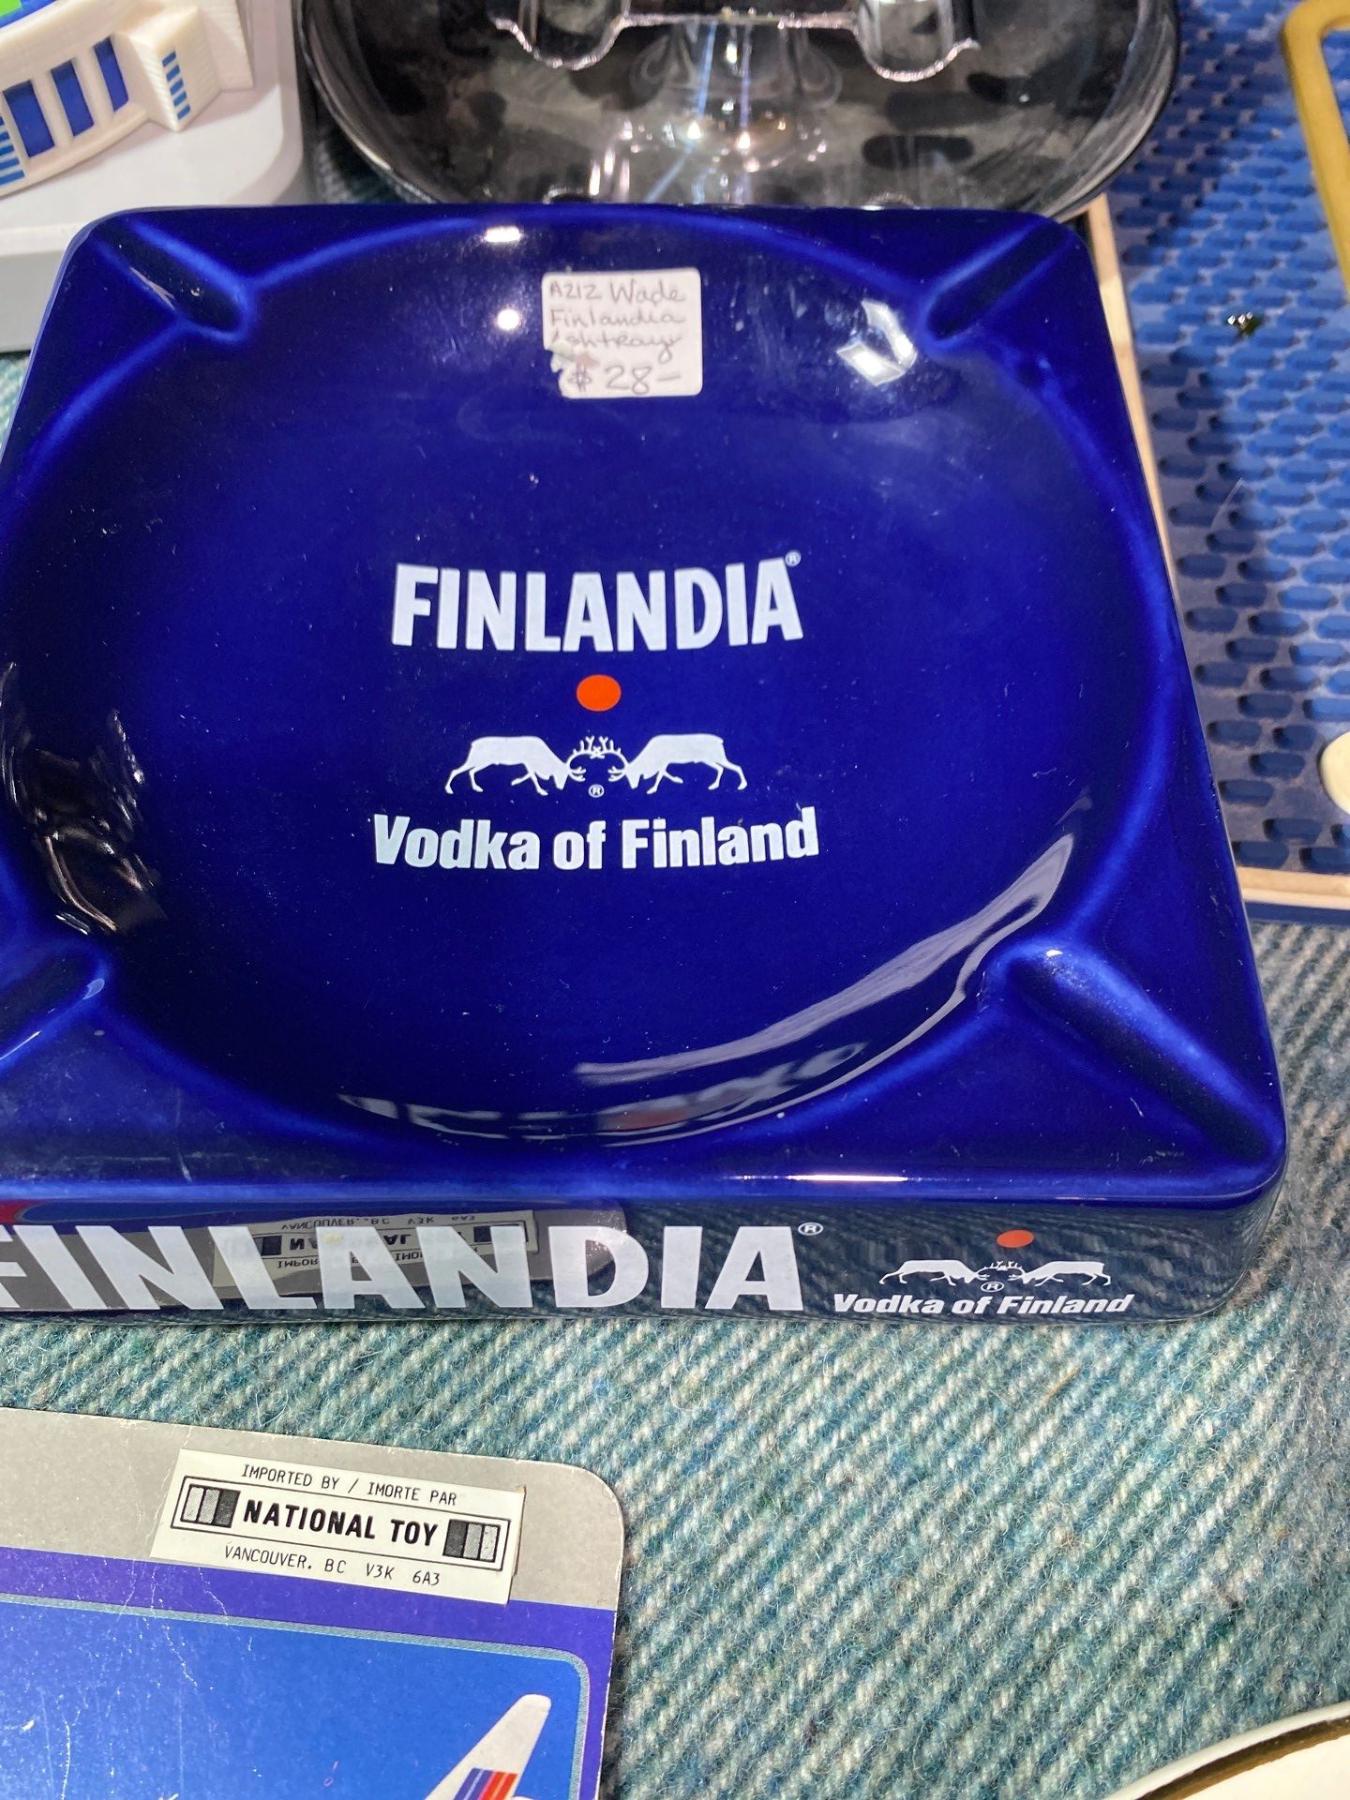 A212 Wade
Finlandia
Ashtray
$28-
FINLANDIA®
®
Vodka of Finland
FINLANDIA®
®
Vodka of Finland
IMPORTED BY / IMORTE PAR
NATIONAL TOY
VANCOUVER. BC V3K 6A3